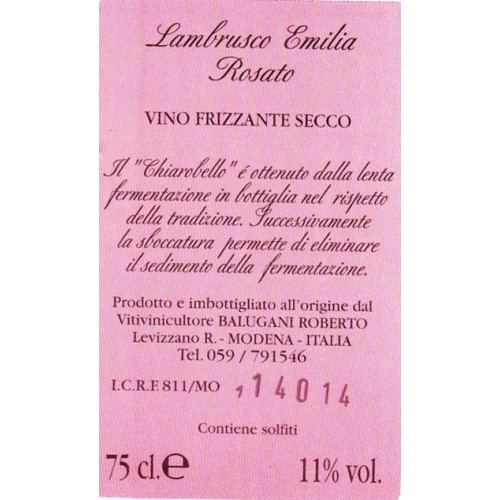 Lambrusco Emilia
Rosato
VINO FRIZZANTE SECCO
Il "Chiarobello" é ottenuto dalla lenta
fermentazione in bottiglia nel rispetto
della tradizione. Successivamente
la sboccatura permette di eliminare
il sedimento della fermentazione.
Prodotto e imbottigliato all'origine dal
Vitivinicultore BALUGANI ROBERTO
Levizzano R. - MODENA - ITALIA
Tel. 059 / 791546
I.C.R.F. 811/MO 14014
Contiene solfiti
75 cl. e 11% vol.